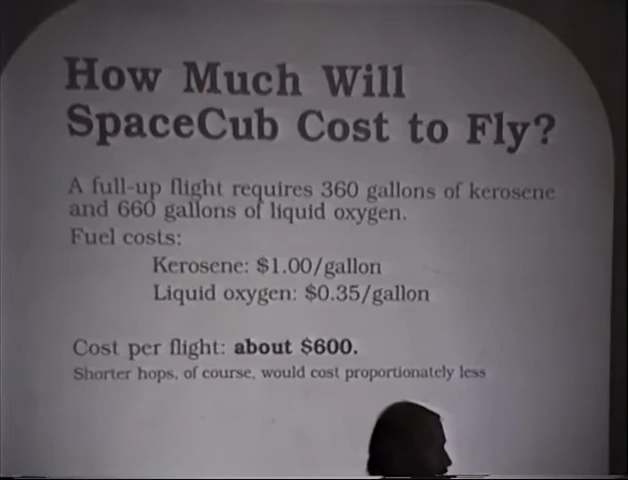 How Much Will
SpaceCub Cost to Fly?
A full-up flight requires 360 gallons of kerosene
and 660 gallons of liquid oxygen.
Fuel costs:
Kerosene: $1.00/gallon
Liquid oxygen: $0.35/gallon
Cost per flight: about $600.
Shorter hops, of course, would cost proportionately less